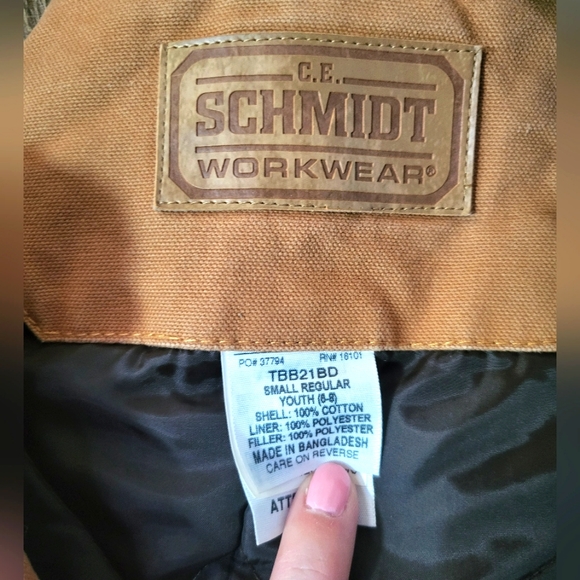 C.E.
SCHMIDT
WORKWEAR®
PO# 37794 RN# 16101
TBB21BD
SMALL REGULAR
YOUTH (6-8)
SHELL: 100% COTTON
LINER: 100% POLYESTER
FILLER: 100% POLYESTER
MADE IN BANGLADESH
CARE ON REVERSE